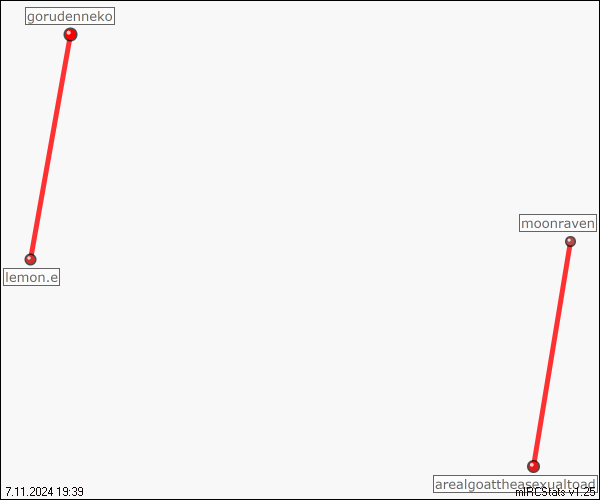 gorudenneko
moonraven
lemon.e
arealgoattheasexualtoad
7.11.2024 19:39
mIRCStats v1.25